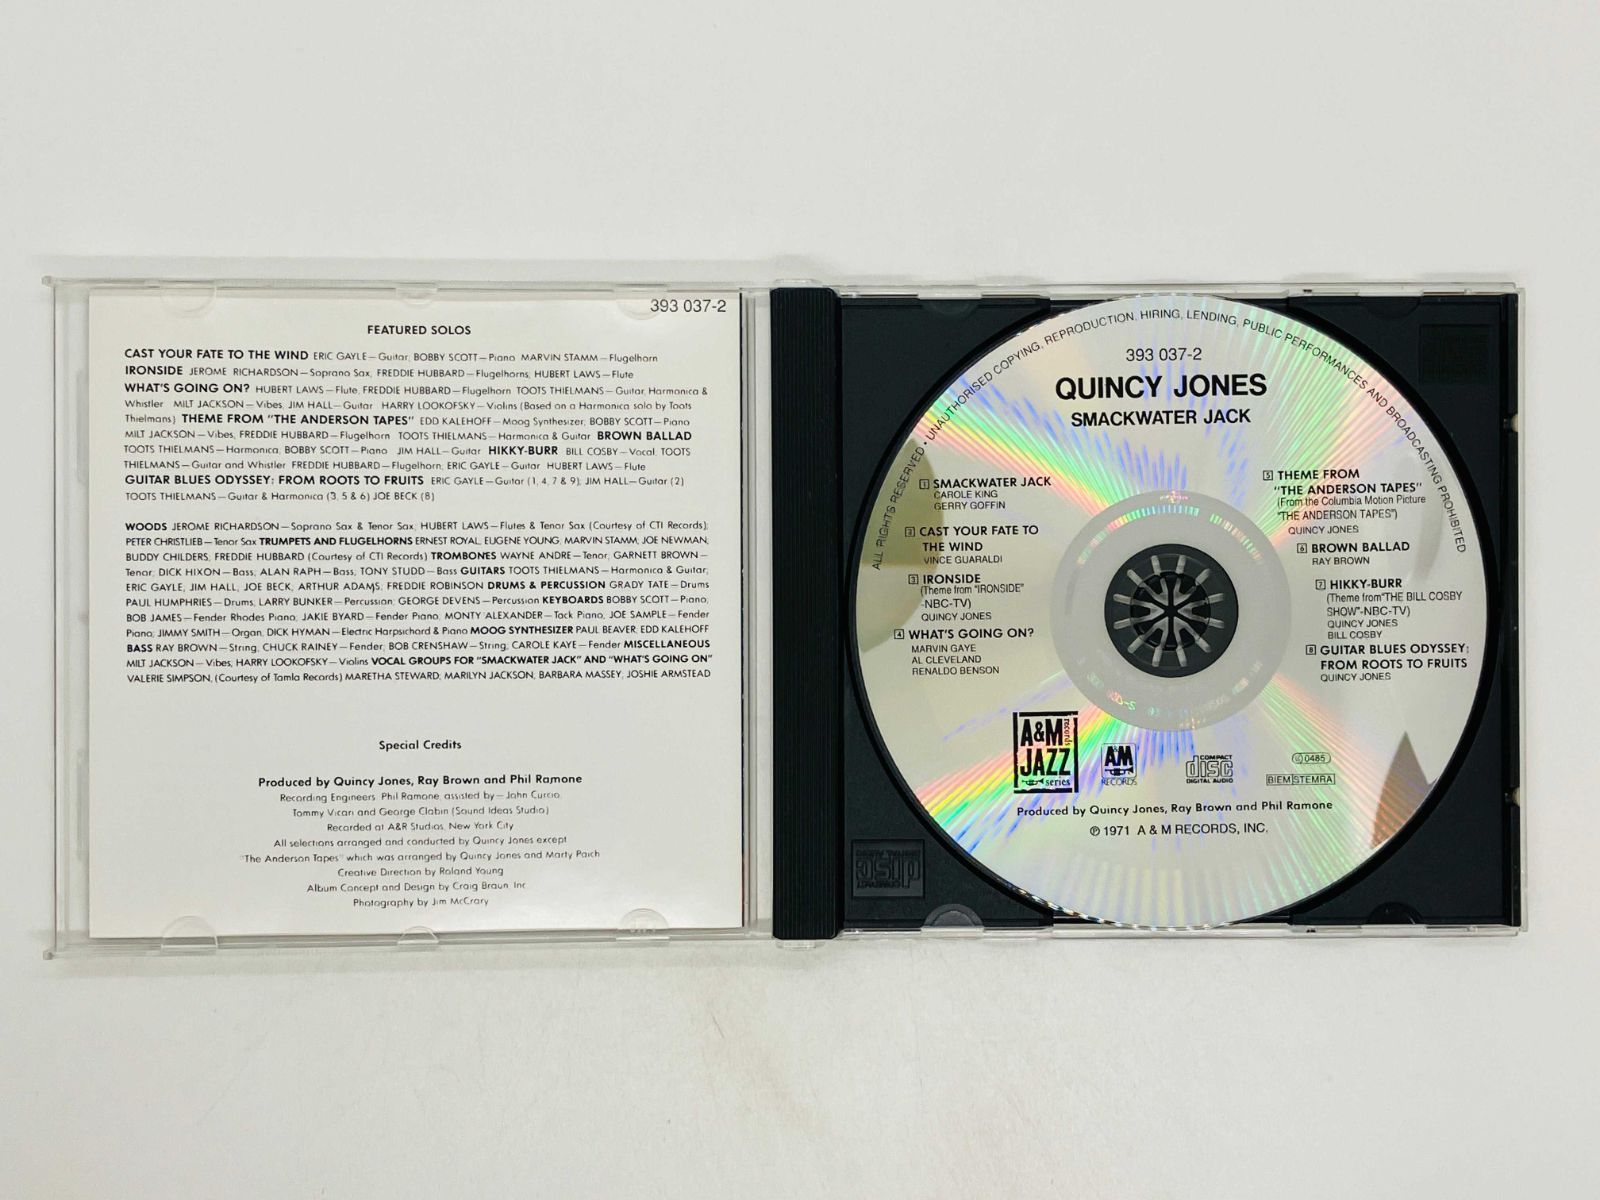 393 037-2
FEATURED SOLOS
CAST YOUR FATE TO THE WIND ERIC GAYLE—Guitar, BOBBY SCOTT—Piano MARVIN STAMM—Flugelhorn
IRONSIDE JEROME RICHARDSON—Soprano Sax, FREDDIE HUBBARD—Flugelhorns, HUBERT LAWS—Flute
WHAT'S GOING ON? HUBERT LAWS—Flute, FREDDIE HUBBARD—Flugelhorn TOOTS THIELMANS—Guitar, Harmonica &
Whistler MILT JACKSON—Vibes, JIM HALL—Guitar HARRY LOOKOFSKY—Violins (Based on a Harmonica solo by Toots
Thielmans) THEME FROM "THE ANDERSON TAPES" EDD KALEHOFF—Moog Synthesizer, BOBBY SCOTT—Piano
MILT JACKSON—Vibes, FREDDIE HUBBARD—Flugelhorn TOOTS THIELMANS—Harmonica & Guitar BROWN BALLAD
TOOTS THIELMANS—Harmonica, BOBBY SCOTT—Piano JIM HALL—Guitar HIKKY-BURR BILL COSBY—Vocal, TOOTS
THIELMANS—Guitar and Whistler FREDDIE HUBBARD—Flugelhorn, ERIC GAYLE—Guitar HUBERT LAWS—Flute
GUITAR BLUES ODYSSEY: FROM ROOTS TO FRUITS ERIC GAYLE—Guitar (1, 4, 7 & 9); JIM HALL—Guitar (2)
TOOTS THIELMANS—Guitar & Harmonica (3, 5 & 6) JOE BECK (8)
WOODS JEROME RICHARDSON—Soprano Sax & Tenor Sax, HUBERT LAWS—Flutes & Tenor Sax (Courtesy of CTI Records);
PETER CHRISTLIEB—Tenor Sax TRUMPETS AND FLUGELHORNS ERNEST ROYAL, EUGENE YOUNG, MARVIN STAMM, JOE NEWMAN,
BUDDY CHILDERS, FREDDIE HUBBARD (Courtesy of CTI Records) TROMBONES WAYNE ANDRE—Tenor, GARNETT BROWN—
Tenor, DICK HIXON—Bass, ALAN RAPH—Bass, TONY STUDD—Bass GUITARS TOOTS THIELMANS—Harmonica & Guitar,
ERIC GAYLE, JIM HALL, JOE BECK, ARTHUR ADAMS, FREDDIE ROBINSON DRUMS & PERCUSSION GRADY TATE—Drums
PAUL HUMPHRIES—Drums, LARRY BUNKER—Percussion, GEORGE DEVENS—Percussion KEYBOARDS BOBBY SCOTT—Piano,
BOB JAMES—Fender Rhodes Piano, JAKIE BYARD—Fender Piano, MONTY ALEXANDER—Tack Piano, JOE SAMPLE—Fender
Piano, JIMMY SMITH—Organ, DICK HYMAN—Electric Harpsichord & Piano MOOG SYNTHESIZER PAUL BEAVER, EDD KALEHOFF
BASS RAY BROWN—String, CHUCK RAINEY—Fender, BOB CRENSHAW—String, CAROLE KAYE—Fender MISCELLANEOUS
MILT JACKSON—Vibes, HARRY LOOKOFSKY—Violins VOCAL GROUPS FOR "SMACKWATER JACK" AND "WHAT'S GOING ON"
VALERIE SIMPSON, (Courtesy of Tamla Records) MARETHA STEWARD, MARILYN JACKSON, BARBARA MASSEY, JOSHIE ARMSTEAD
Special Credits
Produced by Quincy Jones, Ray Brown and Phil Ramone
Recording Engineers Phil Ramone assisted by—John Curcio,
Tommy Vicari and George Clabin (Sound Ideas Studio)
Recorded at A&R Studios, New York City
All selections arranged and conducted by Quincy Jones except
"The Anderson Tapes" which was arranged by Quincy Jones and Marty Paich
Creative Direction by Roland Young
Album Concept and Design by Craig Braun Inc
Photography by Jim McCrary
ALL RIGHTS RESERVED • UNAUTHORISED COPYING, REPRODUCTION, HIRING, LENDING, PUBLIC PERFORMANCES AND BROADCASTING PROHIBITED
393 037-2
QUINCY JONES
SMACKWATER JACK
1 SMACKWATER JACK
CAROLE KING
GERRY GOFFIN
2 CAST YOUR FATE TO
THE WIND
VINCE GUARALDI
3 IRONSIDE
(Theme from "IRONSIDE"
-NBC-TV)
QUINCY JONES
4 WHAT'S GOING ON?
MARVIN GAYE
AL CLEVELAND
RENALDO BENSON
5 THEME FROM
"THE ANDERSON TAPES"
(From the Columbia Motion Picture
"THE ANDERSON TAPES")
QUINCY JONES
6 BROWN BALLAD
RAY BROWN
7 HIKKY-BURR
(Theme from "THE BILL COSBY
SHOW"-NBC-TV)
QUINCY JONES
BILL COSBY
8 GUITAR BLUES ODYSSEY;
FROM ROOTS TO FRUITS
QUINCY JONES
A&M records
JAZZ
series
A&M
RECORDS
COMPACT
disc
DIGITAL AUDIO
0485
BIEM STEMRA
Produced by Quincy Jones, Ray Brown and Phil Ramone
℗ 1971 A & M RECORDS, INC.
COMPACT
disc
DIGITAL AUDIO